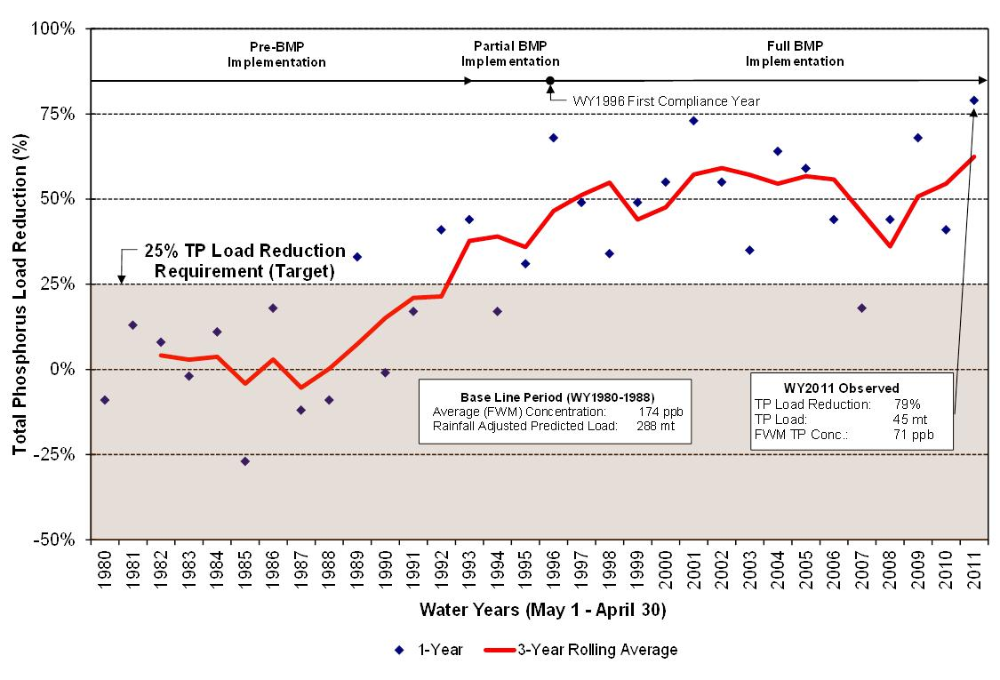 Pre-BMP
Implementation
Partial BMP
Implementation
Full BMP
Implementation
WY1996 First Compliance Year
100%
75%
50%
25%
0%
-25%
-50%
Total Phosphorus Load Reduction (%)
25% TP Load Reduction
Requirement (Target)
Base Line Period (WY1980-1988)
Average (FWM) Concentration: 174 ppb
Rainfall Adjusted Predicted Load: 288 mt
WY2011 Observed
TP Load Reduction: 79%
TP Load: 45 mt
FWM TP Conc.: 71 ppb
1980
1981
1982
1983
1984
1985
1986
1987
1988
1989
1990
1991
1992
1993
1994
1995
1996
1997
1998
1999
2000
2001
2002
2003
2004
2005
2006
2007
2008
2009
2010
2011
Water Years (May 1 - April 30)
1-Year
3-Year Rolling Average